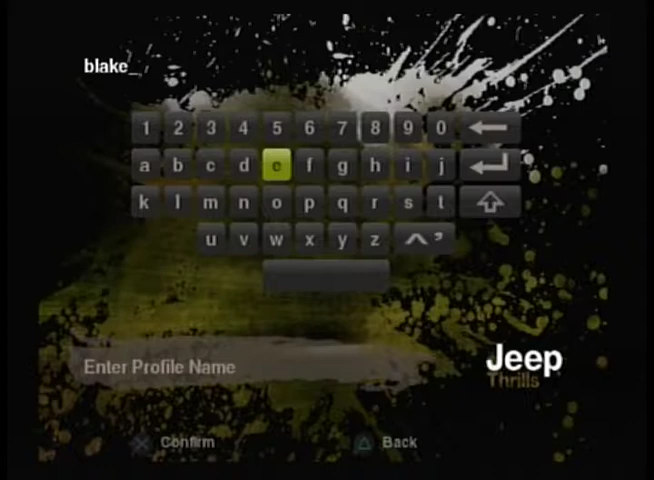 blake_
1 2 3 4 5 6 7 8 9 0
a b c d e f g h i j
k l m n o p q r s t
u v w x y z ^ ,
Enter Profile Name
Jeep
Thrills
Confirm Back